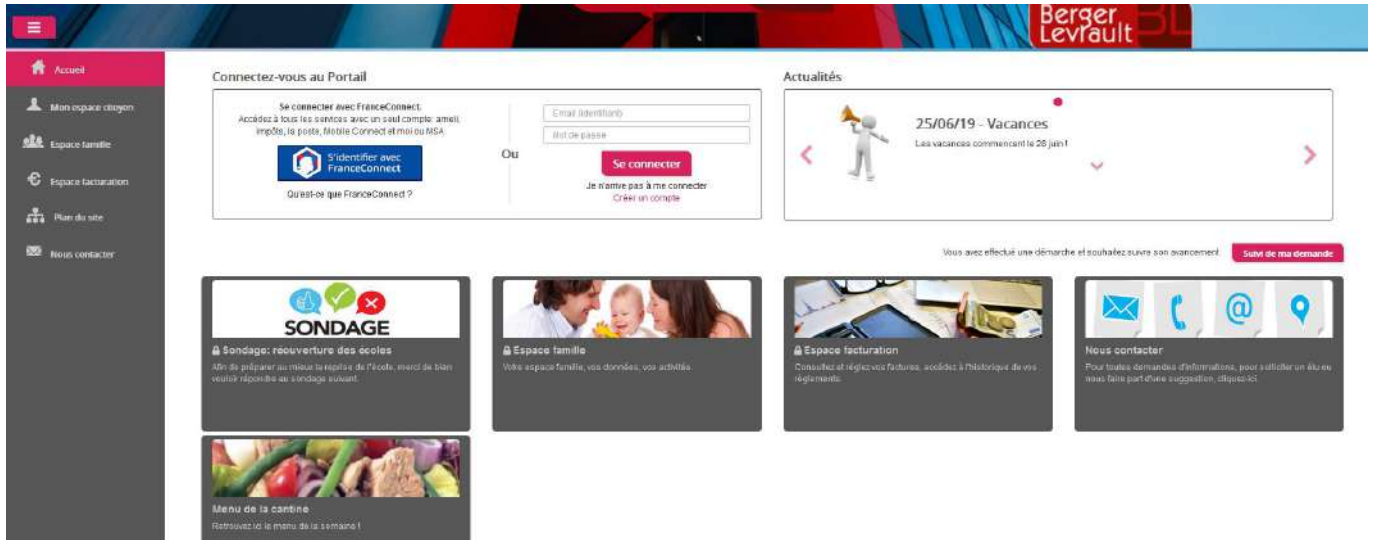 Berger
Levrault
BL
Accueil
Mon espace citoyen
Espace famille
Espace facturation
Plan du site
Nous contacter
Connectez-vous au Portail
Se connecter avec FranceConnect.
Accédez à tous les services avec un seul compte: ameli,
impôts, la poste, Mobile Connect et moi ou MSA.
S'identifier avec
FranceConnect
Qu'est-ce que FranceConnect ?
Ou
Email (identifiant)
Mot de passe
Se connecter
Je n'arrive pas à me connecter
Créer un compte
Actualités
25/06/19 - Vacances
Les vacances commencent le 26 juin !
Vous avez effectué une démarche et souhaitez suivre son avancement.
Suivi de ma demande
SONDAGE
Sondage: réouverture des écoles
Afin de préparer au mieux la reprise de l'école, merci de bien
vouloir répondre au sondage suivant.
Espace famille
Votre espace famille, vos données, vos activités.
Espace facturation
Consultez et réglez vos factures, accédez à l'historique de vos
règlements.
Nous contacter
Pour toutes demandes d'informations, pour solliciter un élu ou
nous faire part d'une suggestion, cliquez-ici.
Menu de la cantine
Retrouvez ici le menu de la semaine !